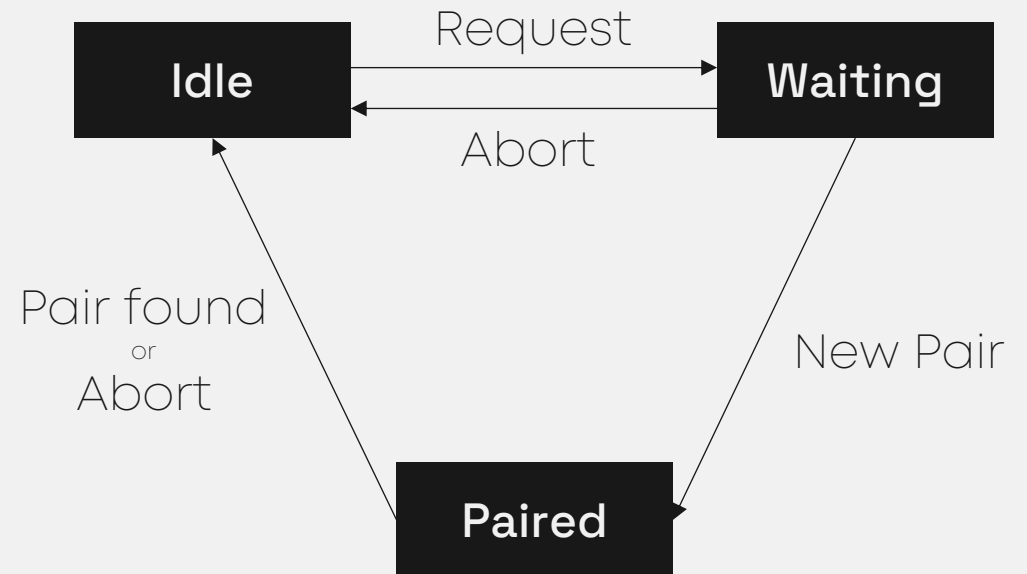 Request
Idle
Waiting
Abort
Pair found
or
Abort
New Pair
Paired